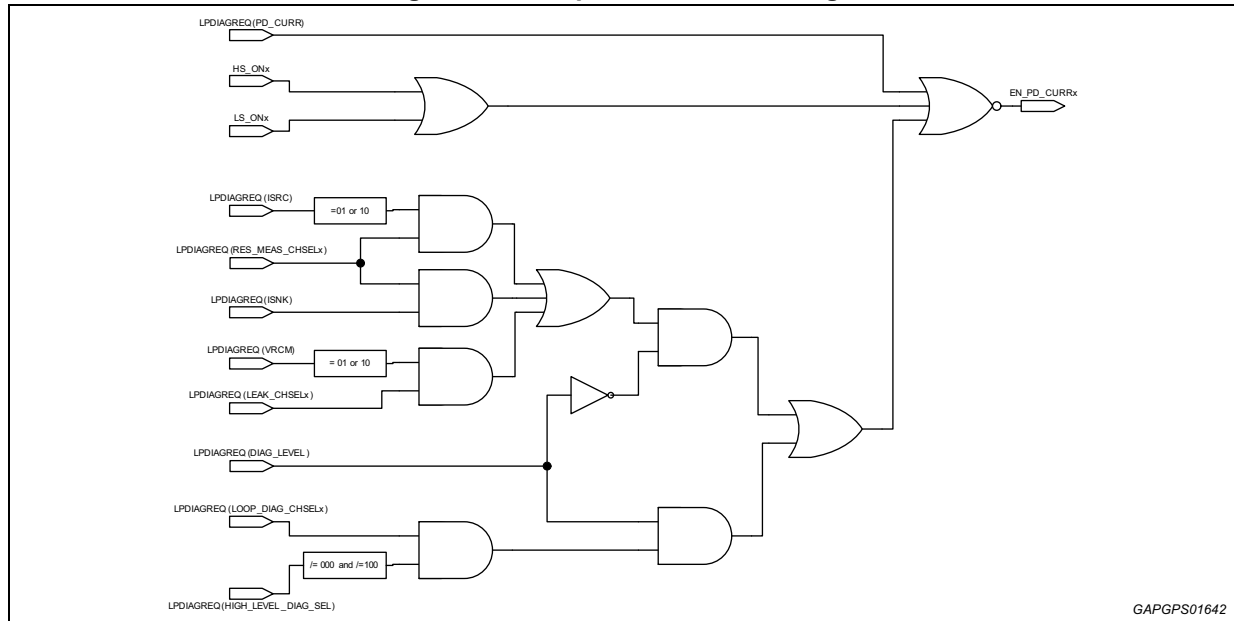 LPDIAGREQ(PD_CURR)
HS_ONx
EN_PD_CURRx
LS_ONx
LPDIAGREQ (ISRC)
=01 or 10
LPDIAGREQ (RES_MEAS_CHSELx)
LPDIAGREQ(ISNK)
LPDIAGREQ (VRCM)
= 01 or 10
LPDIAGREQ (LEAK_CHSELx)
LPDIAGREQ (DIAG_LEVEL)
LPDIAGREQ (LOOP_DIAG_CHSELx)
/= 000 and /=100
LPDIAGREQ(HIGH_LEVEL_DIAG_SEL)
GAPGPS01642